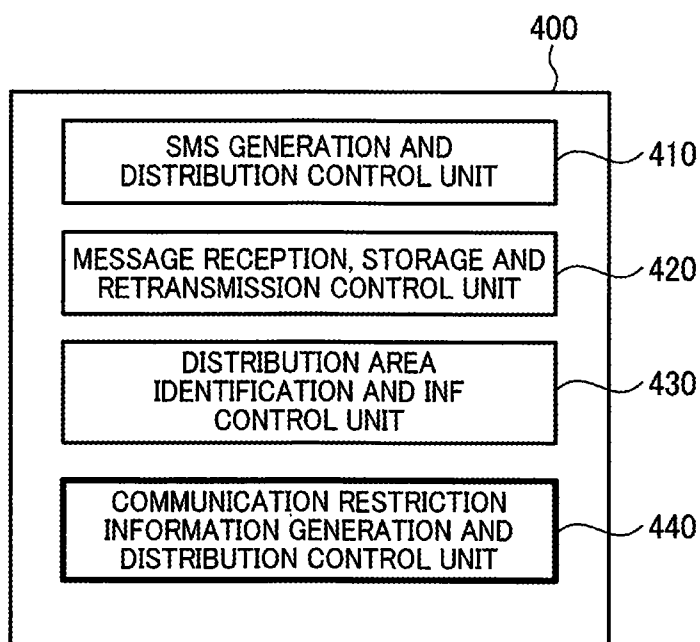 400
SMS GENERATION AND
DISTRIBUTION CONTROL UNIT
410
MESSAGE RECEPTION, STORAGE AND
RETRANSMISSION CONTROL UNIT
420
DISTRIBUTION AREA
IDENTIFICATION AND INF
CONTROL UNIT
430
COMMUNICATION RESTRICTION
INFORMATION GENERATION AND
DISTRIBUTION CONTROL UNIT
440